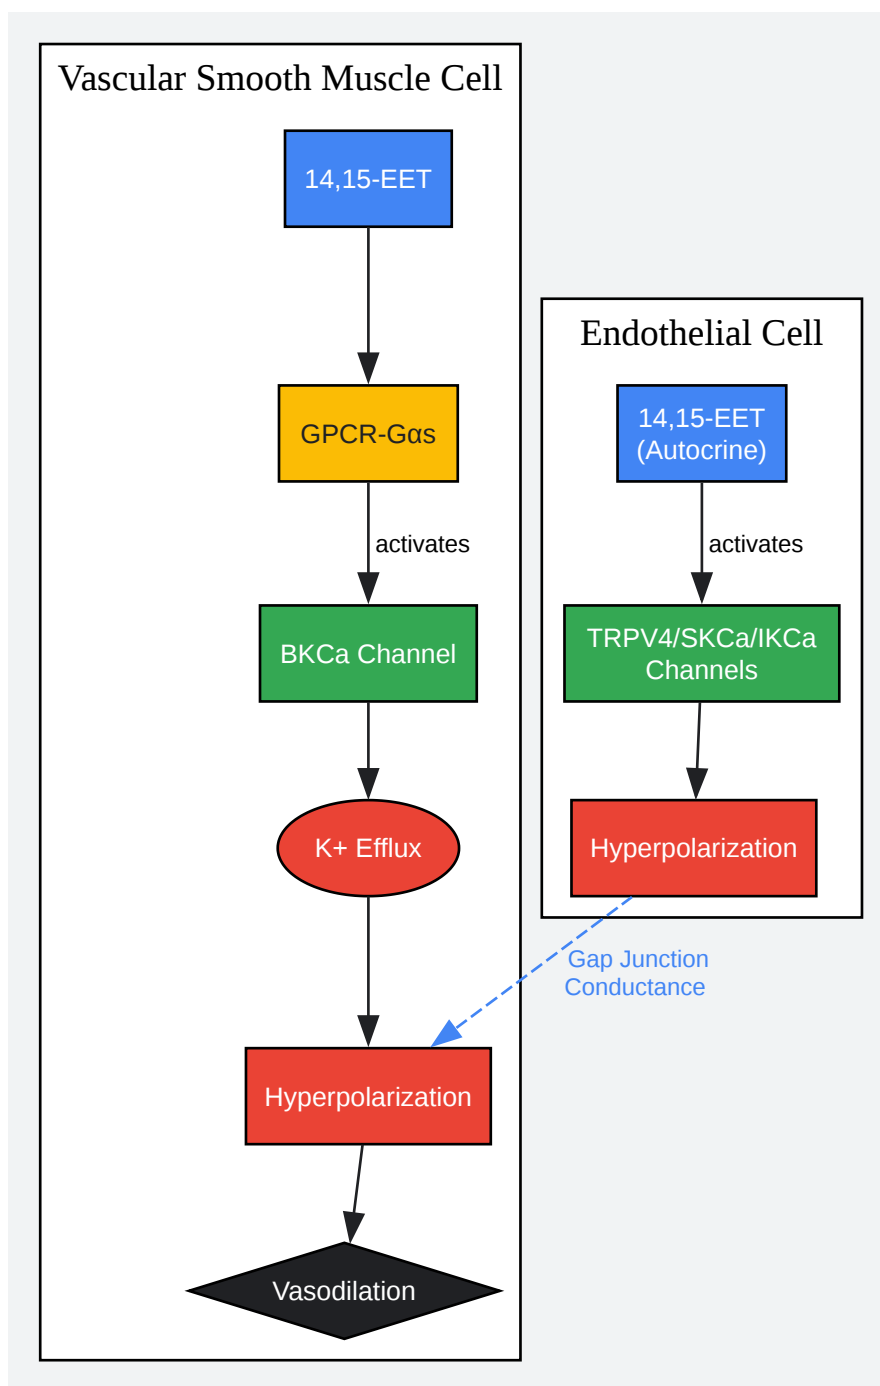 Vascular Smooth Muscle Cell
14,15-EET
GPCR-Gαs
activates
BKCa Channel
K+ Efflux
Hyperpolarization
Vasodilation
Endothelial Cell
14,15-EET
(Autocrine)
activates
TRPV4/SKCa/IKCa
Channels
Hyperpolarization
Gap Junction
Conductance